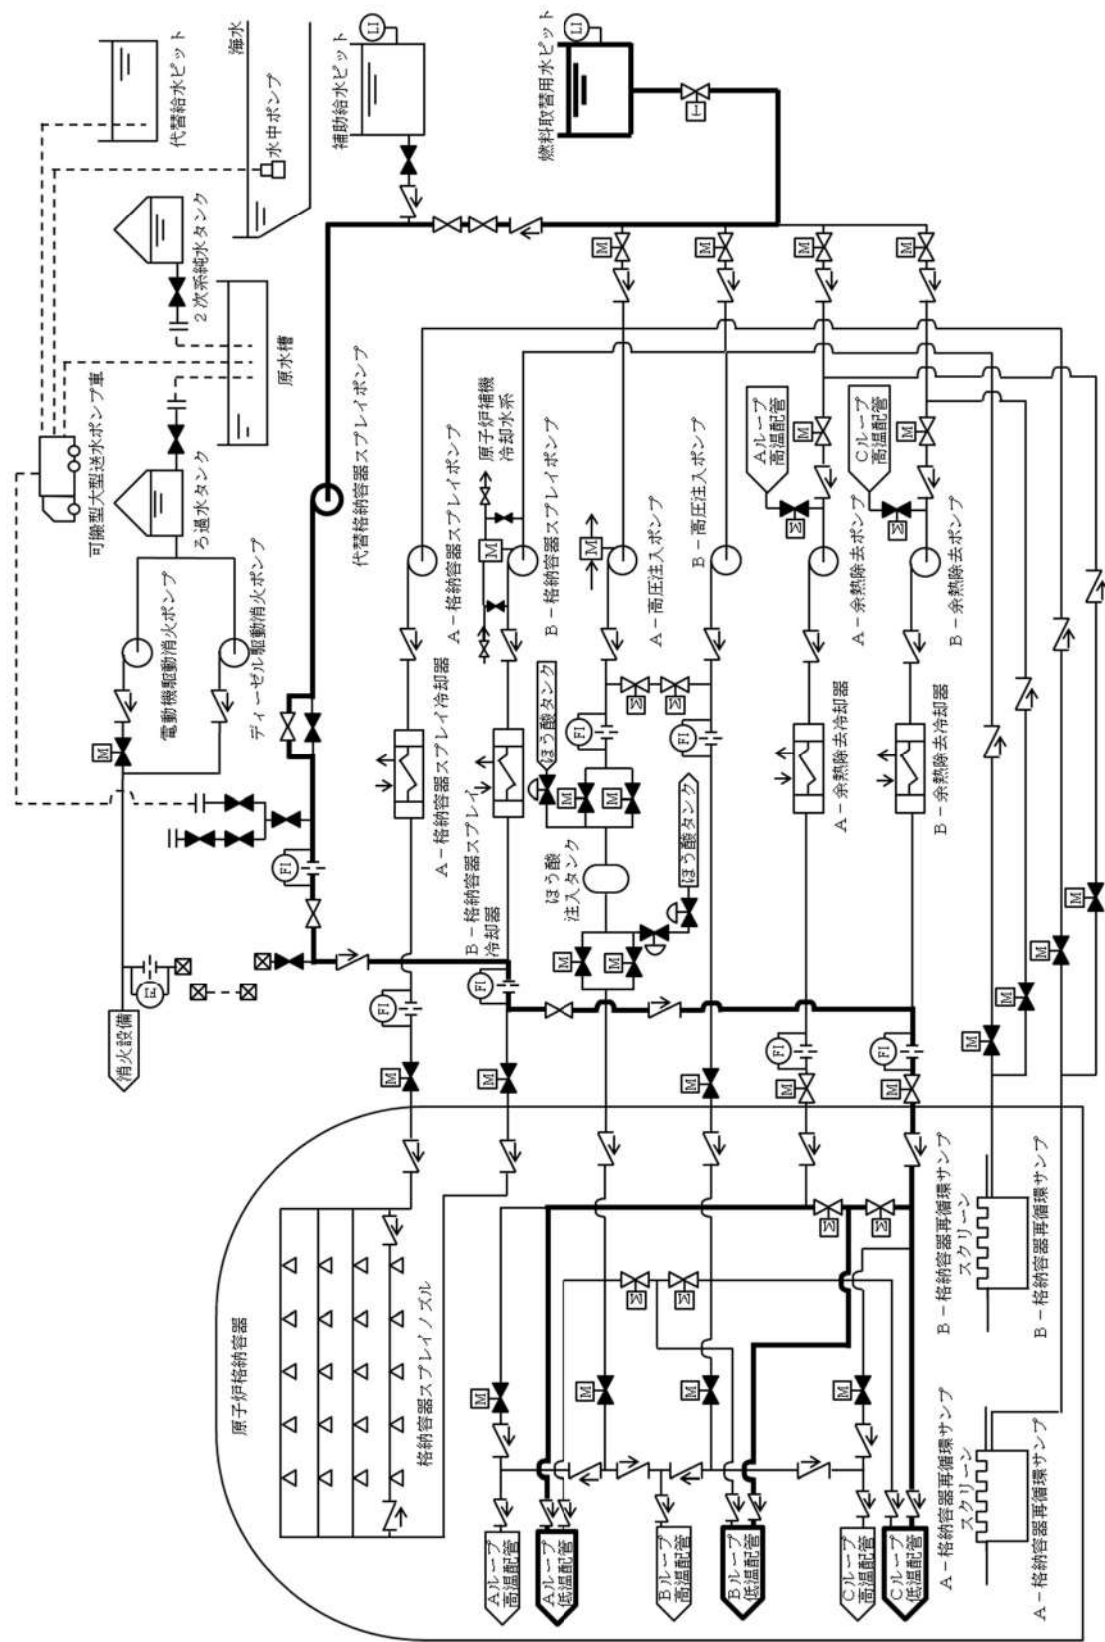 代替給水ピット
海水
水中ポンプ
2次系純水タンク
原水槽
可搬型大型送水ポンプ車
ろ過水タンク
電動機駆動消火ポンプ
ディーゼル駆動消火ポンプ
消火設備
FI
M
LI
補助給水ピット
LI
燃料取替用水ピット
H
代替格納容器スプレイポンプ
FI
M
M
M
M
A-格納容器スプレイポンプ
原子炉補機
冷却水系
M
B-格納容器スプレイポンプ
M
A-高圧注入ポンプ
B-高圧注入ポンプ
Aループ
高温配管
M
M
A-余熱除去ポンプ
Cループ
高温配管
M
M
B-余熱除去ポンプ
A-格納容器スプレイ冷却器
B-格納容器スプレイ
冷却器
ほう酸タンク
FI
M
M
FI
M
M
ほう酸
注入タンク
ほう酸タンク
M
M
A-余熱除去冷却器
B-余熱除去冷却器
FI
FI
FI
FI
M
M
M
M
M
M
M
M
M
原子炉格納容器
格納容器スプレイノズル
M
M
M
M
M
M
M
M
Aループ
高温配管
Aループ
低温配管
Bループ
高温配管
Bループ
低温配管
Cループ
高温配管
Cループ
低温配管
B-格納容器再循環サンプ
スクリーン
B-格納容器再循環サンプ
A-格納容器再循環サンプ
スクリーン
A-格納容器再循環サンプ
M